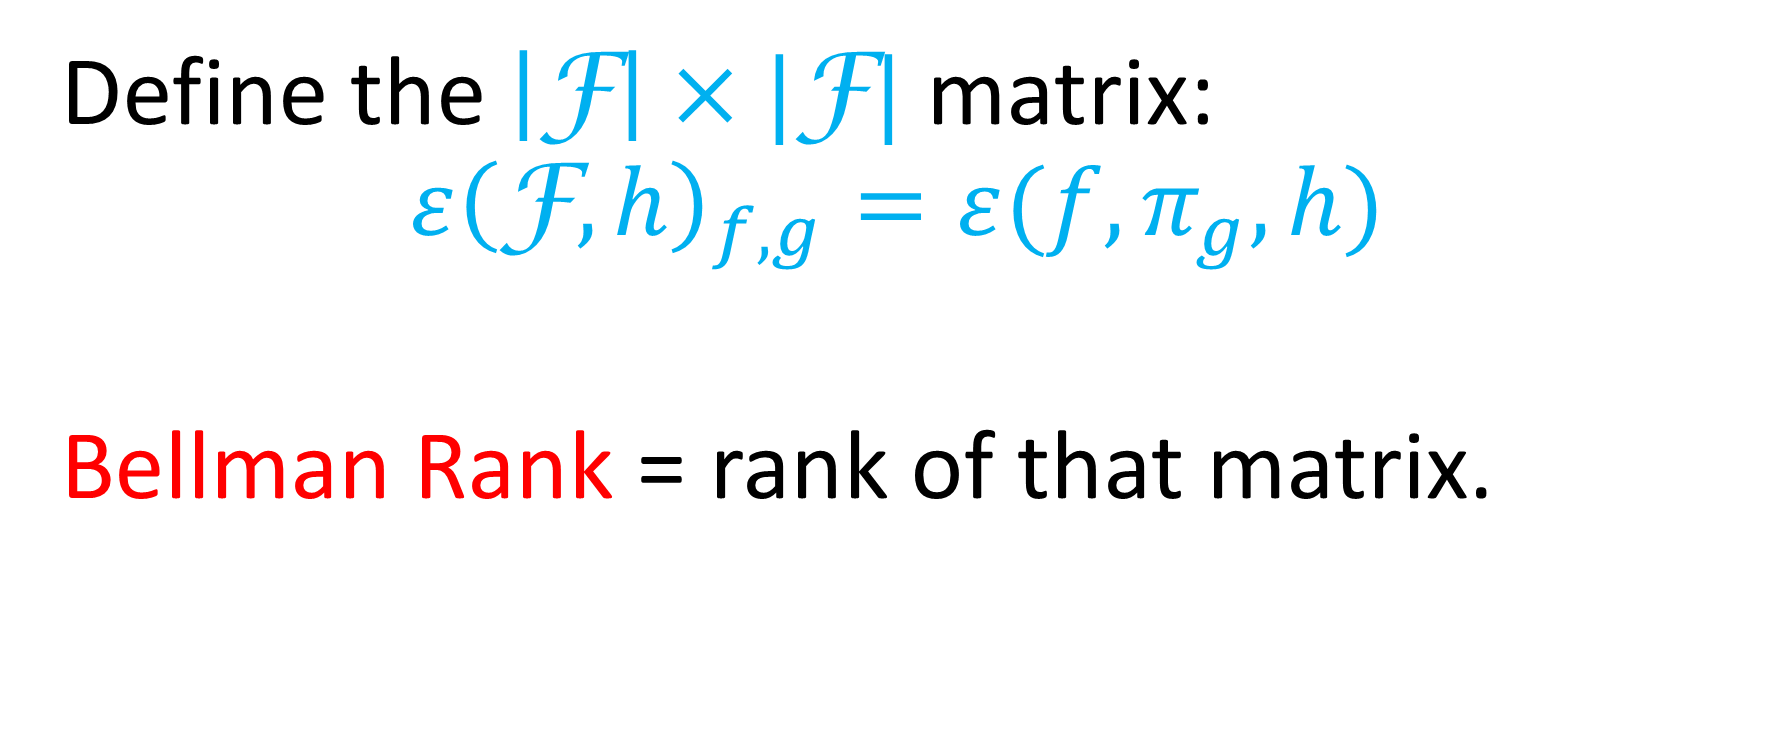 Define the |ℱ| × |ℱ| matrix:
ε(ℱ, h)_{f,g} = ε(f, π_g, h)
Bellman Rank = rank of that matrix.